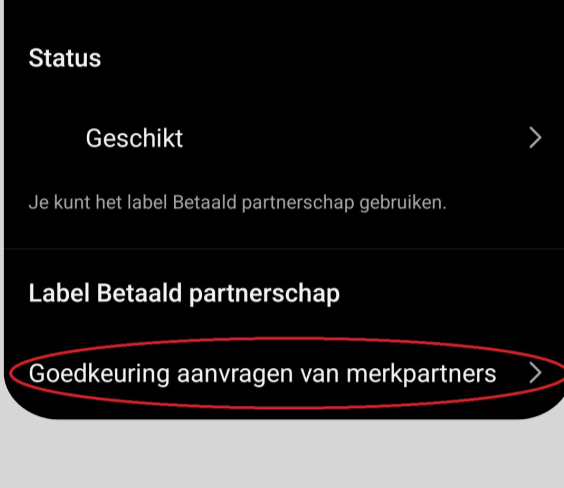 Status
Geschikt
Je kunt het label Betaald partnerschap gebruiken.
Label Betaald partnerschap
Goedkeuring aanvragen van merkpartners